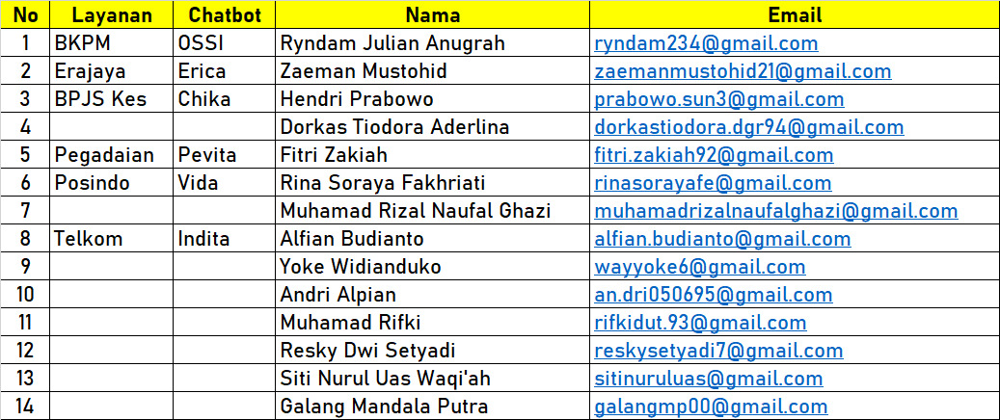 No Layanan Chatbot Nama Email
1 BKPM OSSI Ryndam Julian Anugrah ryndam234@gmail.com
2 Erajaya Erica Zaeman Mustohid zaemanmustohid21@gmail.com
3 BPJS Kes Chika Hendri Prabowo prabowo.sun3@gmail.com
4 Dorkas Tiodora Aderlina dorkastiodora.dgr94@gmail.com
5 Pegadaian Pevita Fitri Zakiah fitri.zakiah92@gmail.com
6 Posindo Vida Rina Soraya Fakhriati rinasorayafe@gmail.com
7 Muhamad Rizal Naufal Ghazi muhamadrizalnaufalghazi@gmail.com
8 Telkom Indita Alfian Budianto alfian.budianto@gmail.com
9 Yoke Widianduko wayyoke6@gmail.com
10 Andri Alpian an.dri050695@gmail.com
11 Muhamad Rifki rifkidut.93@gmail.com
12 Resky Dwi Setyadi reskysetyadi7@gmail.com
13 Siti Nurul Uas Waqi'ah sitinuruluas@gmail.com
14 Galang Mandala Putra galangmp00@gmail.com